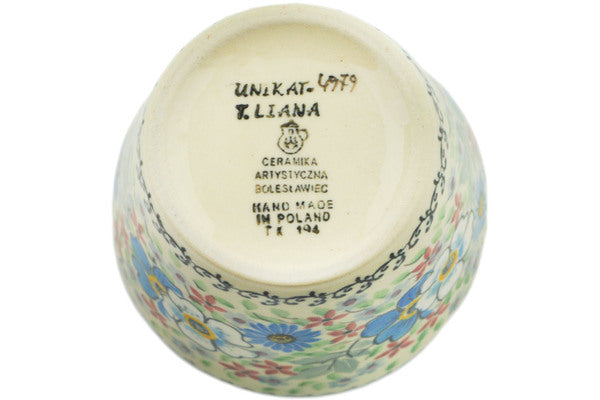 UNIKAT-4979
T.LIANA
CERAMIKA
ARTYSTYCZNA
BOLESŁAWIEC
HAND MADE
IN POLAND
TK 194